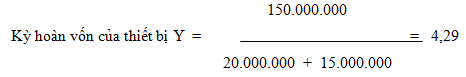 150.000.000
Kỳ hoàn vốn của thiết bị Y = = 4,29
20.000.000 + 15.000.000